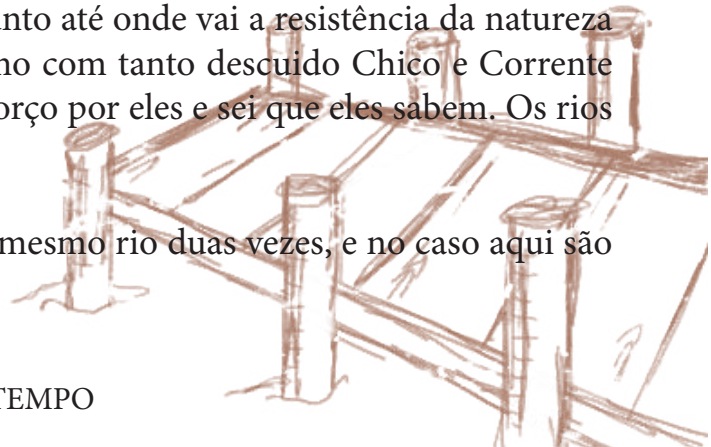 nto até onde vai a resistência da natureza
no com tanto descuido Chico e Corrente
orço por eles e sei que eles sabem. Os rios
mesmo rio duas vezes, e no caso aqui são
TEMPO